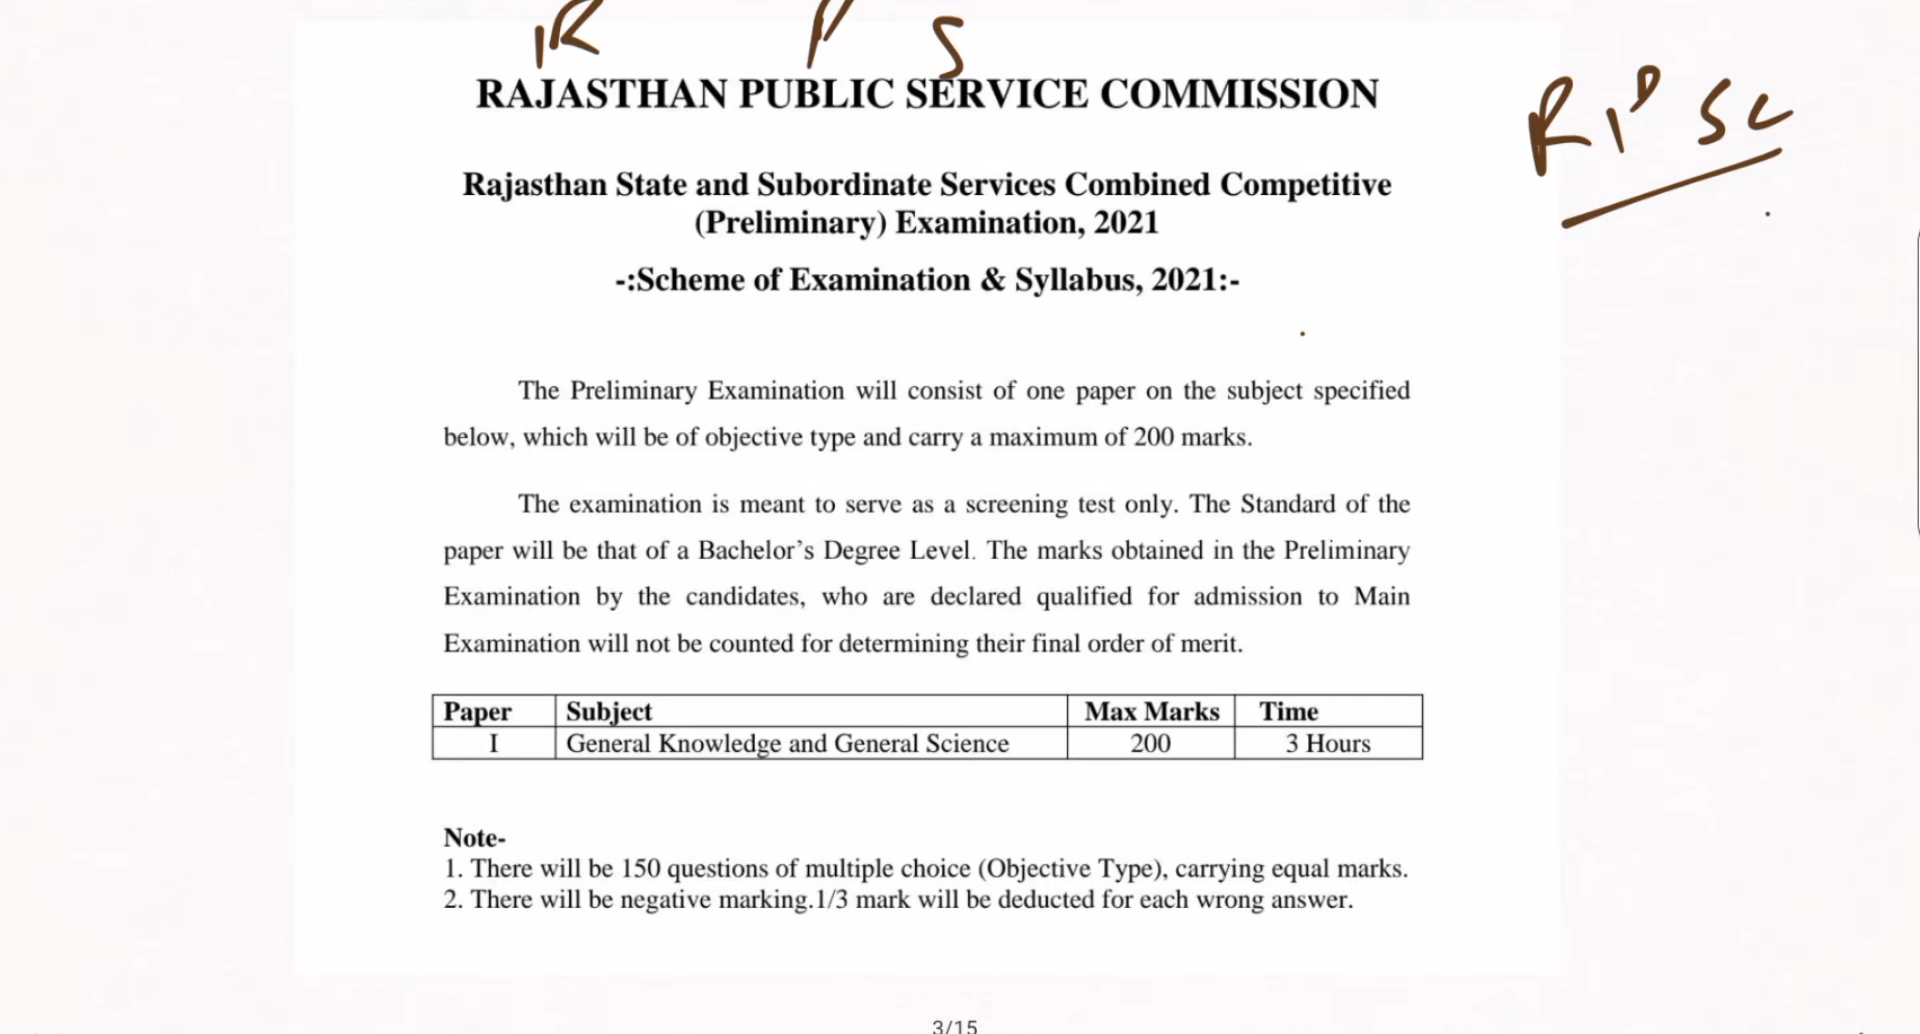 R P S
RAJASTHAN PUBLIC SERVICE COMMISSION
RPSC
Rajasthan State and Subordinate Services Combined Competitive
(Preliminary) Examination, 2021
-:Scheme of Examination & Syllabus, 2021:-
The Preliminary Examination will consist of one paper on the subject specified
below, which will be of objective type and carry a maximum of 200 marks.
The examination is meant to serve as a screening test only. The Standard of the
paper will be that of a Bachelor’s Degree Level. The marks obtained in the Preliminary
Examination by the candidates, who are declared qualified for admission to Main
Examination will not be counted for determining their final order of merit.
Paper Subject Max Marks Time
I General Knowledge and General Science 200 3 Hours
Note-
1. There will be 150 questions of multiple choice (Objective Type), carrying equal marks.
2. There will be negative marking.1/3 mark will be deducted for each wrong answer.
3/15